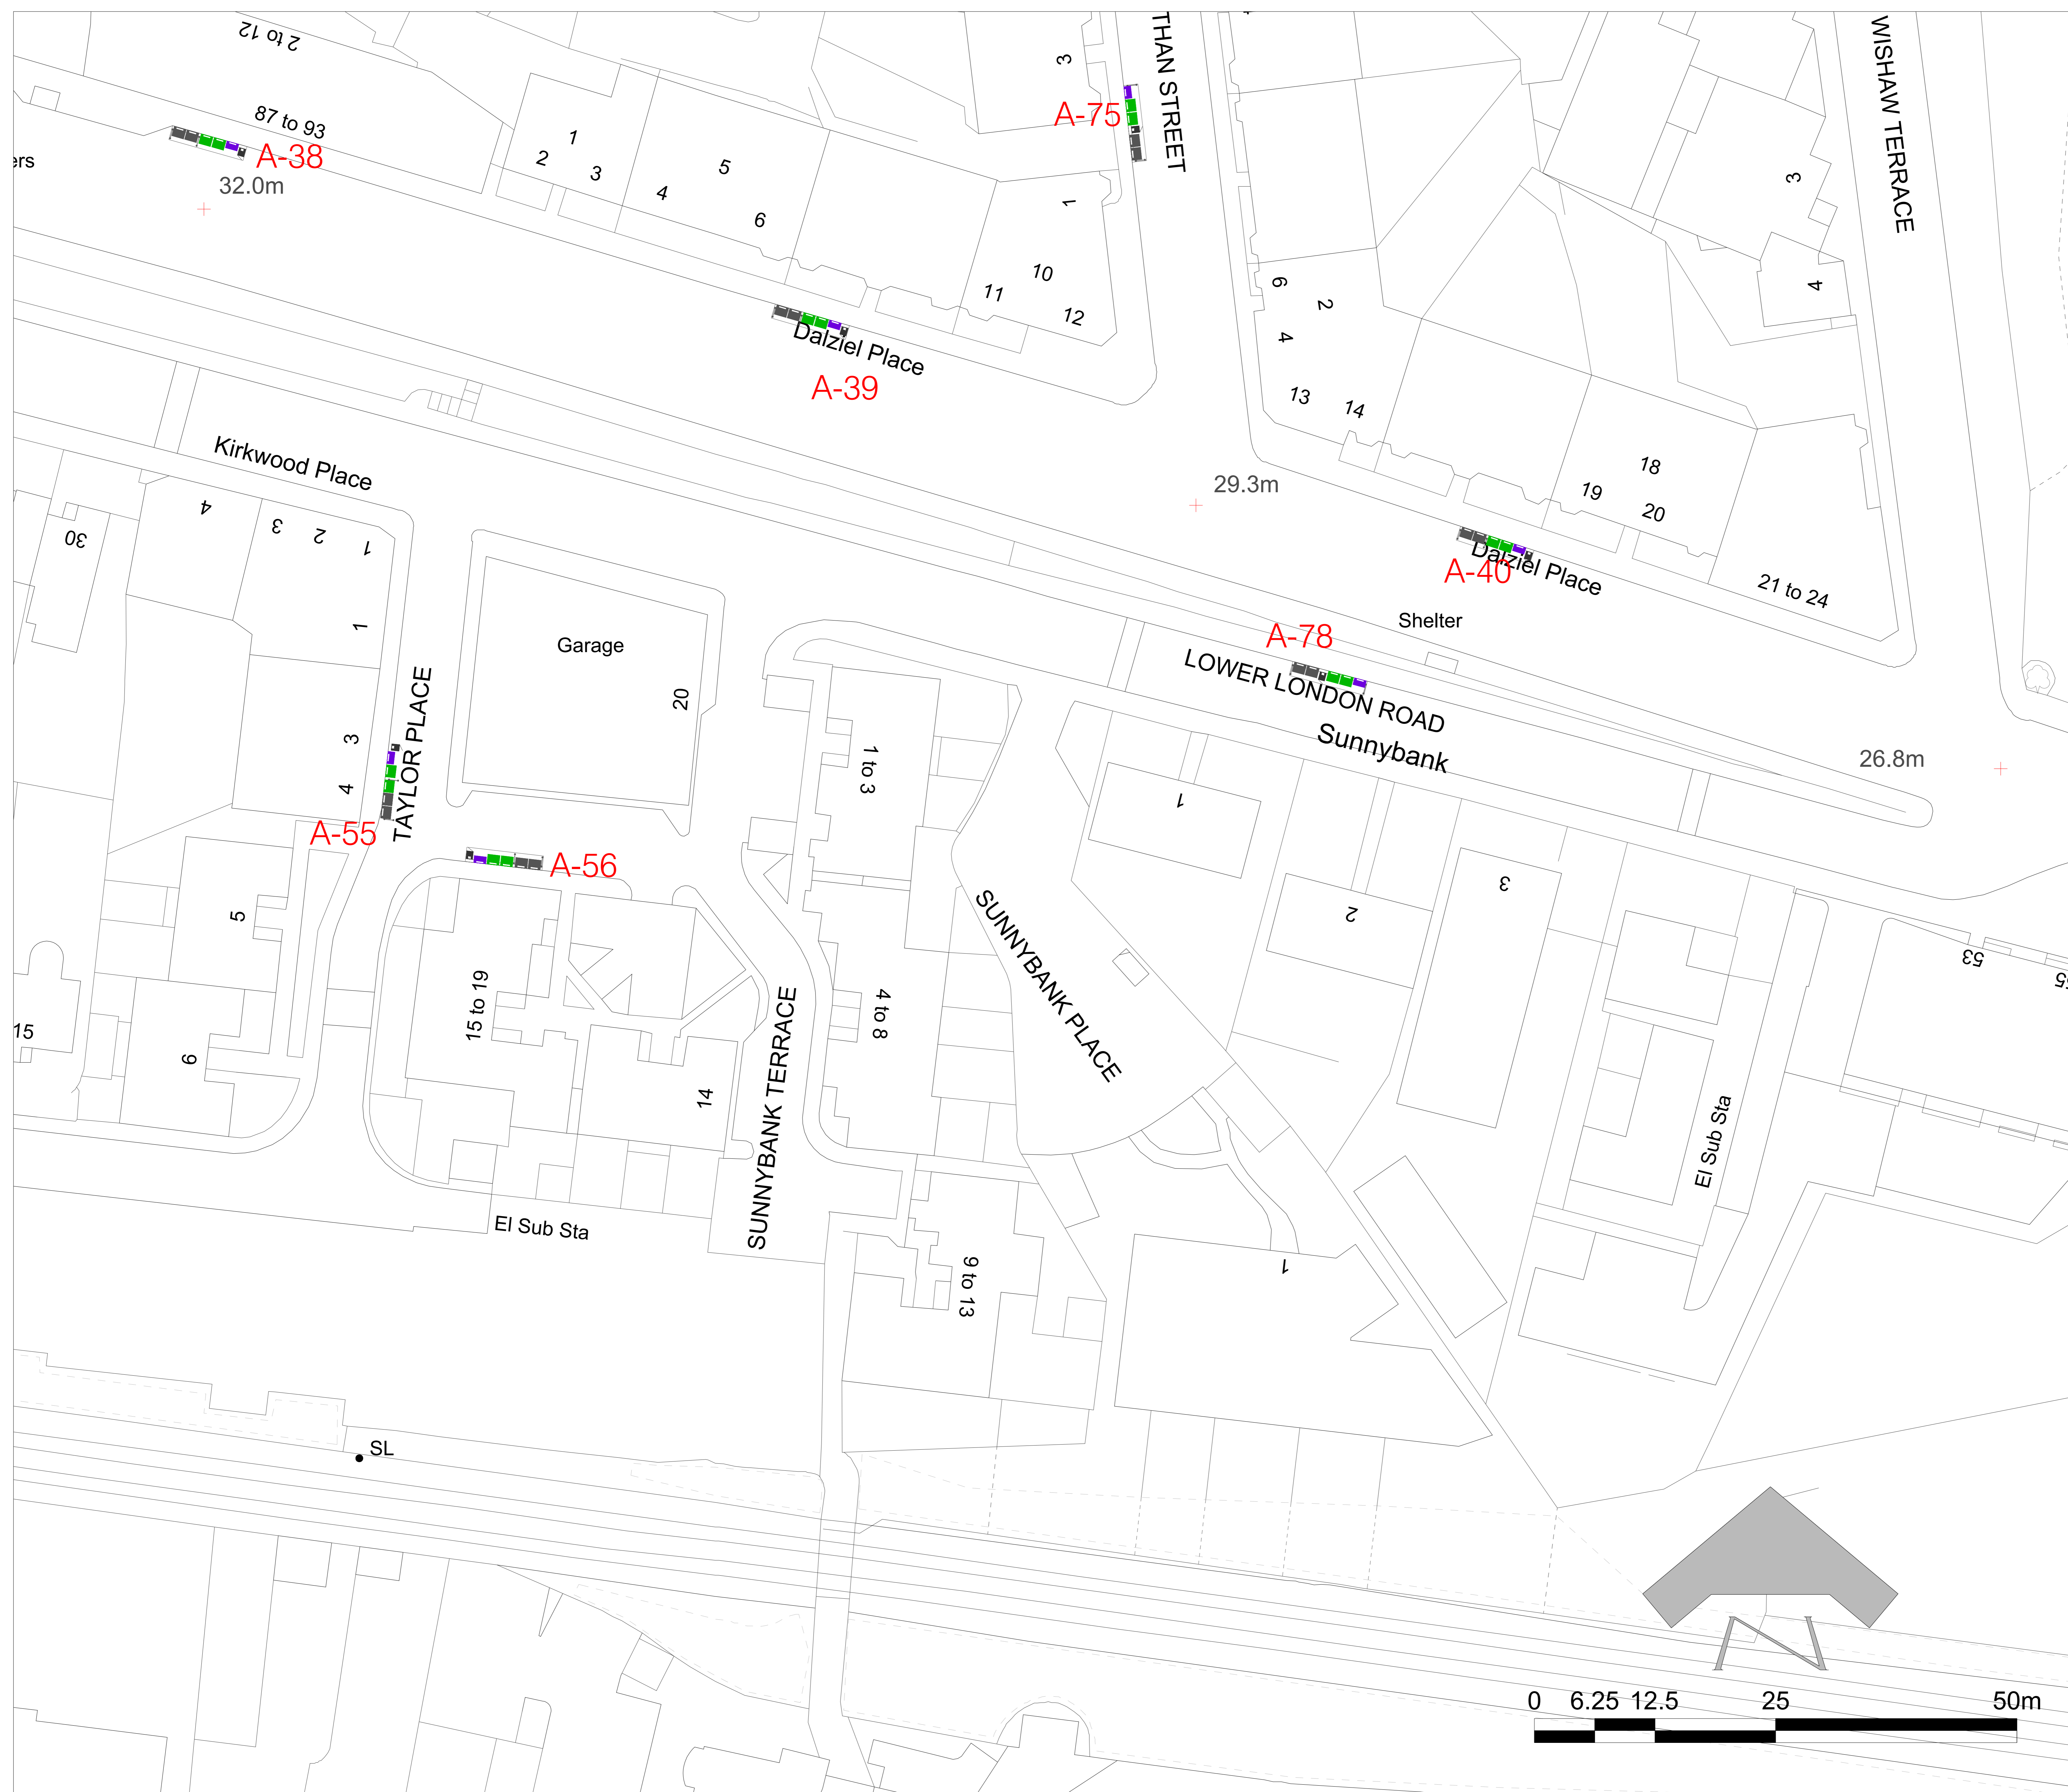 2 to 12
87 to 93
A-38
32.0m
ers
1
2
3
4
5
6
3
A-75
THAN STREET
1
10
11
12
WISHAW TERRACE
3
4
6
2
4
13
14
18
19
20
21 to 24
Dalziel Place
A-39
29.3m
Dalziel Place
A-40
Kirkwood Place
30
4
3
2
1
1
3
4
Garage
20
TAYLOR PLACE
A-55
A-56
Shelter
A-78
LOWER LONDON ROAD
Sunnybank
26.8m
1 to 3
1
2
3
53
5
6
15
15 to 19
14
4 to 8
SUNNYBANK PLACE
SUNNYBANK TERRACE
El Sub Sta
El Sub Sta
9 to 13
1
SL
0 6.25 12.5 25 50m